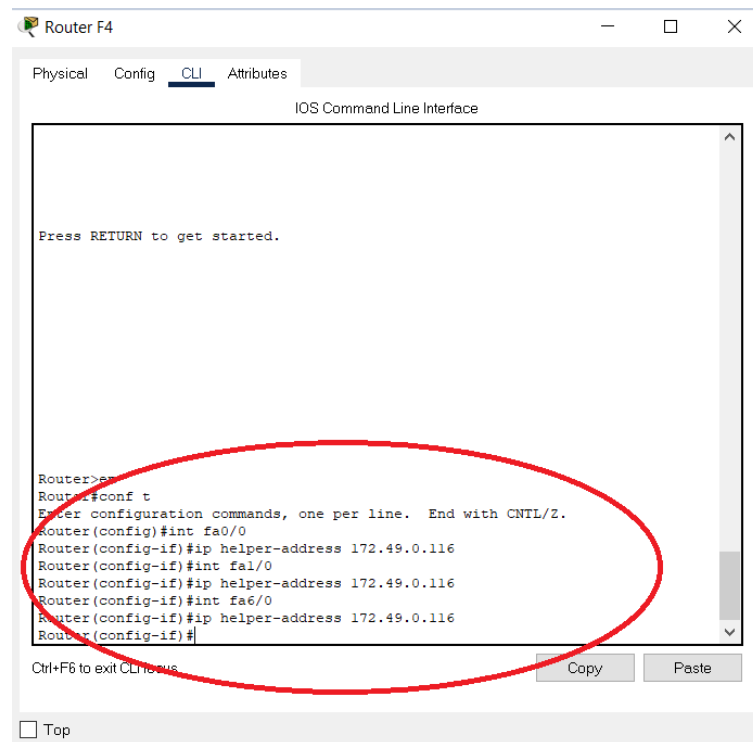 Router F4
Physical Config CLI Attributes
IOS Command Line Interface
Press RETURN to get started.
Router>en
Router#conf t
Enter configuration commands, one per line. End with CNTL/Z.
Router(config)#int fa0/0
Router(config-if)#ip helper-address 172.49.0.116
Router(config-if)#int fa1/0
Router(config-if)#ip helper-address 172.49.0.116
Router(config-if)#int fa6/0
Router(config-if)#ip helper-address 172.49.0.116
Router(config-if)#
Ctrl+F6 to exit CLI focus
Copy Paste
Top